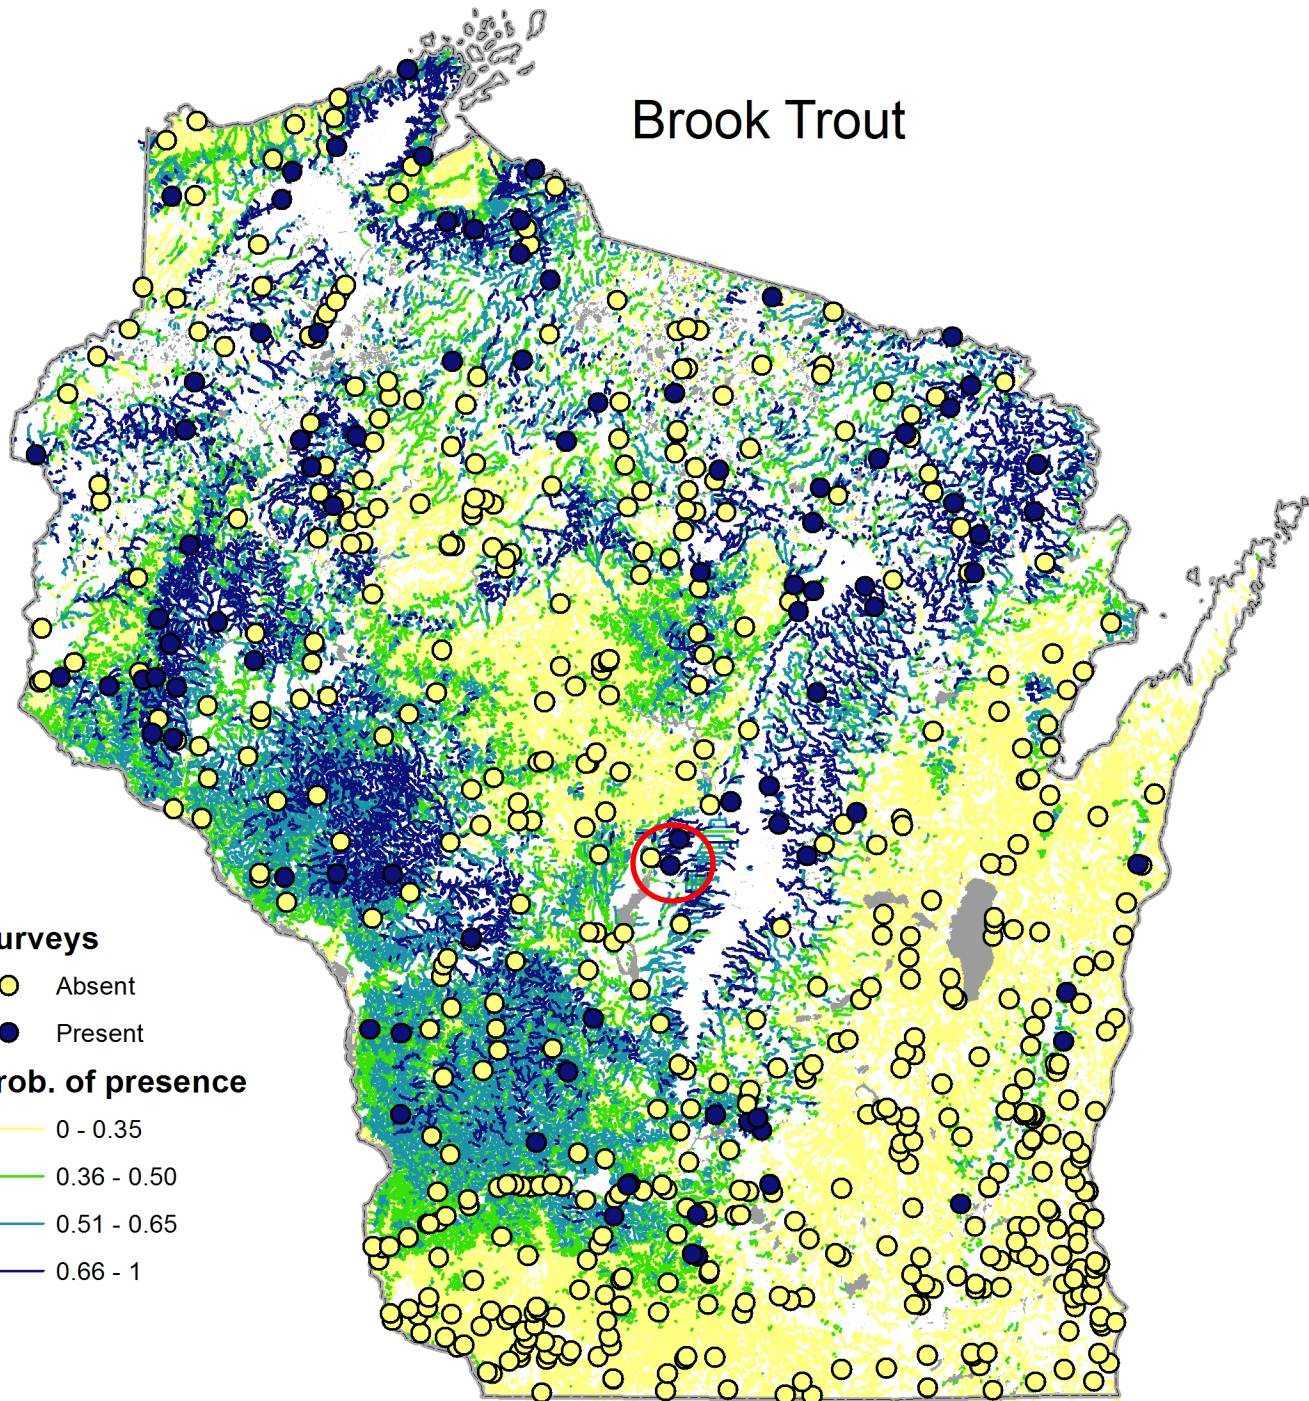 Brook Trout
urveys
Absent
Present
rob. of presence
0 - 0.35
0.36 - 0.50
0.51 - 0.65
0.66 - 1